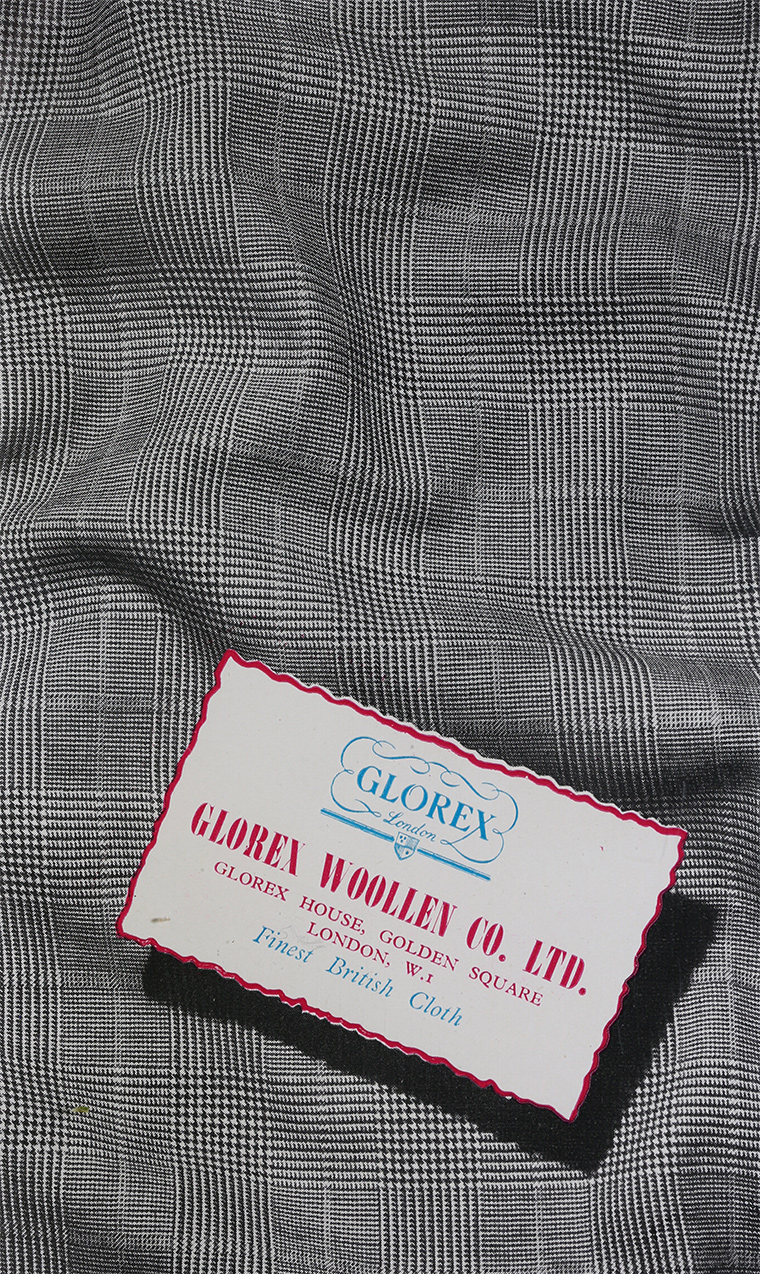 GLOREX
London
GLOREX WOOLLEN CO. LTD.
GLOREX HOUSE, GOLDEN SQUARE
LONDON, W.1
Finest British Cloth